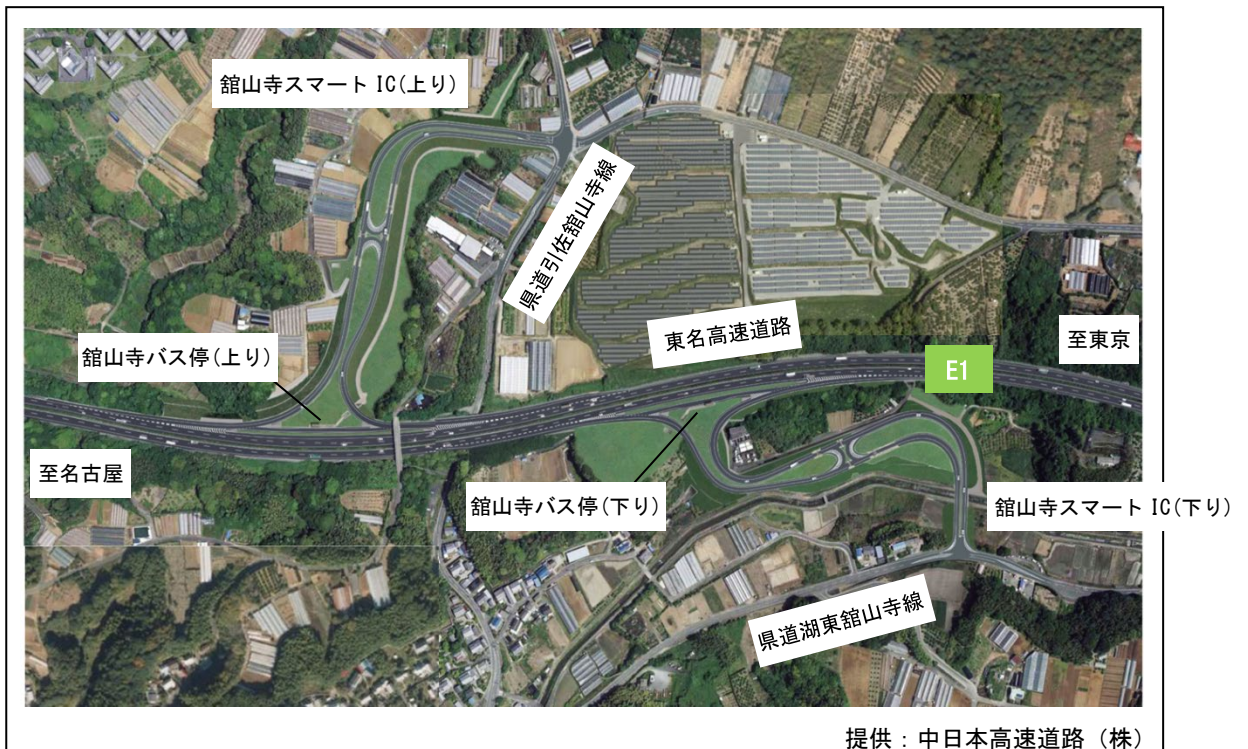 舘山寺スマート IC(上り)
県道引佐舘山寺線
東名高速道路
至東京
舘山寺バス停(上り)
E1
至名古屋
舘山寺バス停(下り)
舘山寺スマート IC(下り)
県道湖東舘山寺線
提供：中日本高速道路（株）